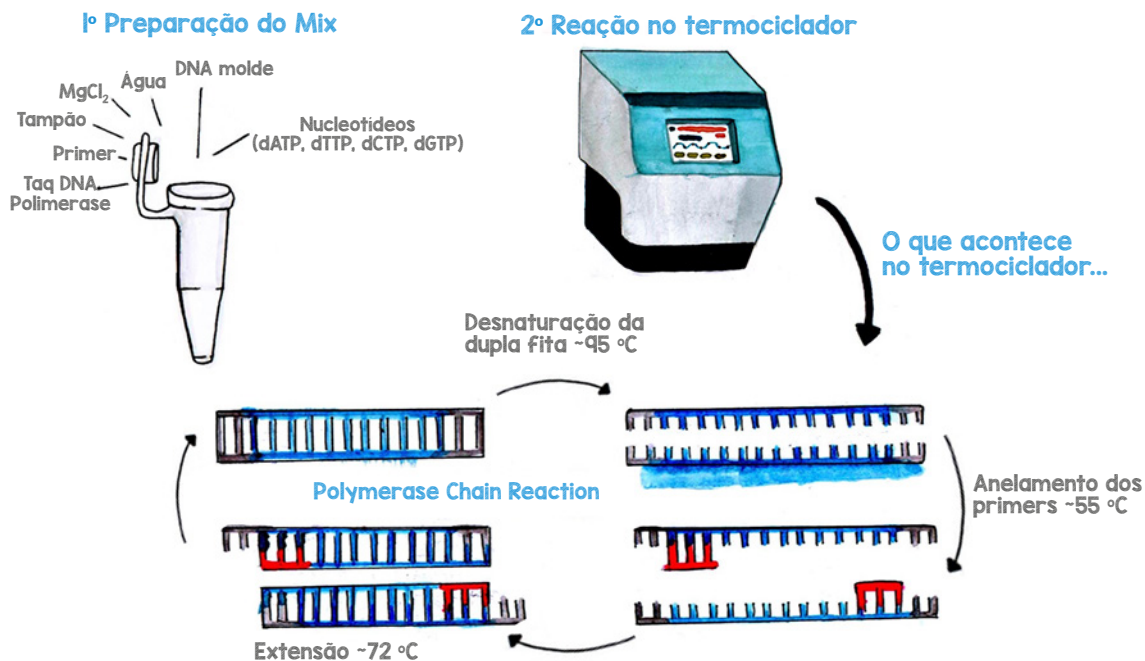 1º Preparação do Mix
2º Reação no termociclador
DNA molde
Água
MgCl₂
Tampão
Primer
Taq DNA
Polimerase
Nucleotídeos
(dATP, dTTP, dCTP, dGTP)
O que acontece
no termociclador...
Desnaturação da
dupla fita ~95 ºC
Polymerase Chain Reaction
Anelamento dos
primers ~55 ºC
Extensão ~72 ºC